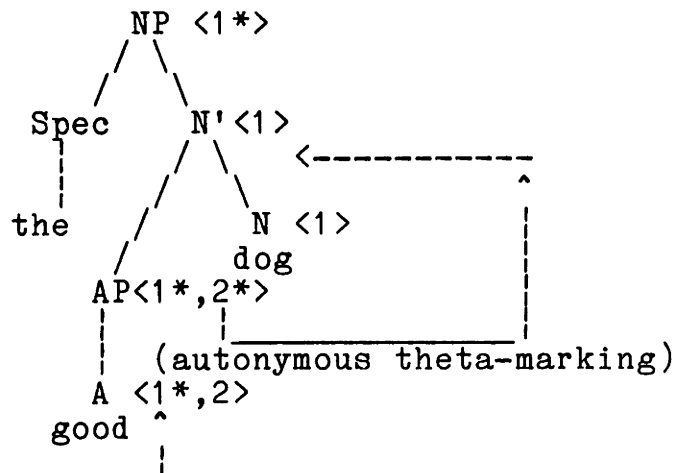 NP <1*>
Spec N'<1>
the N <1>
dog
AP<1*,2*>
(autonymous theta-marking)
A <1*,2>
good